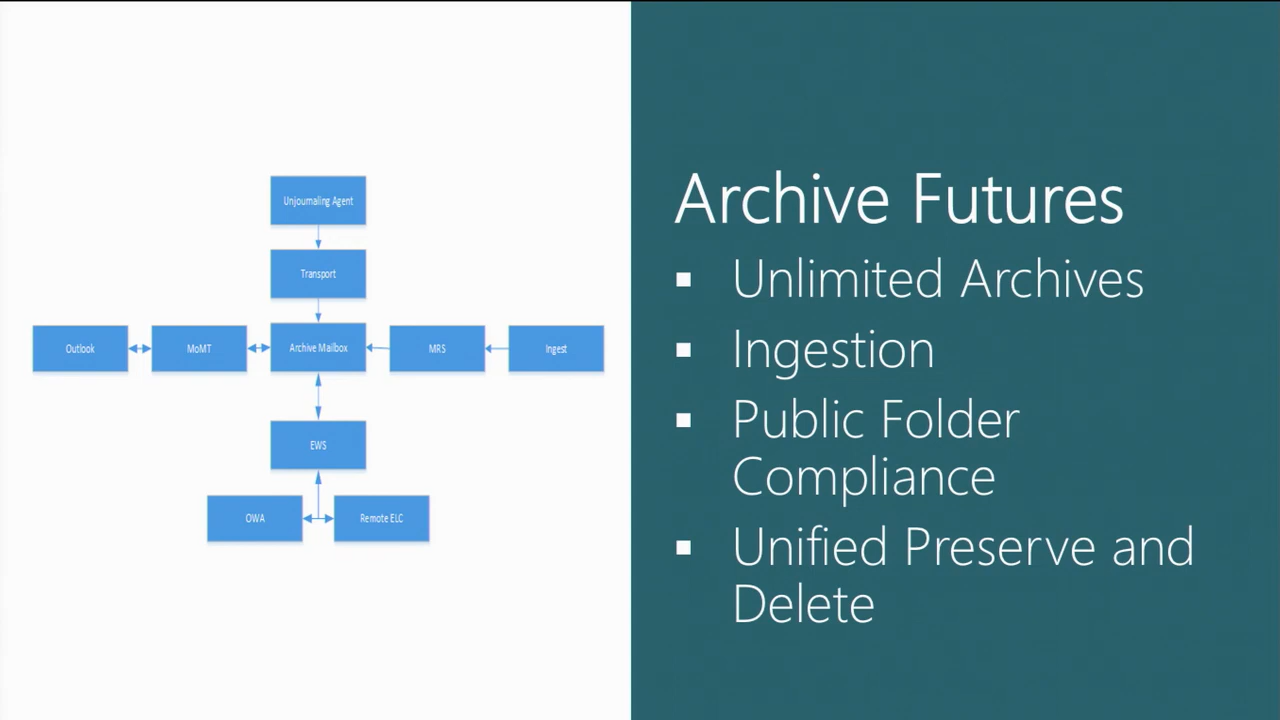 Unjournaling Agent
Transport
Outlook
MoMT
Archive Mailbox
MRS
Ingest
EWS
OWA
Remote ELC
Archive Futures
Unlimited Archives
Ingestion
Public Folder
Compliance
Unified Preserve and
Delete